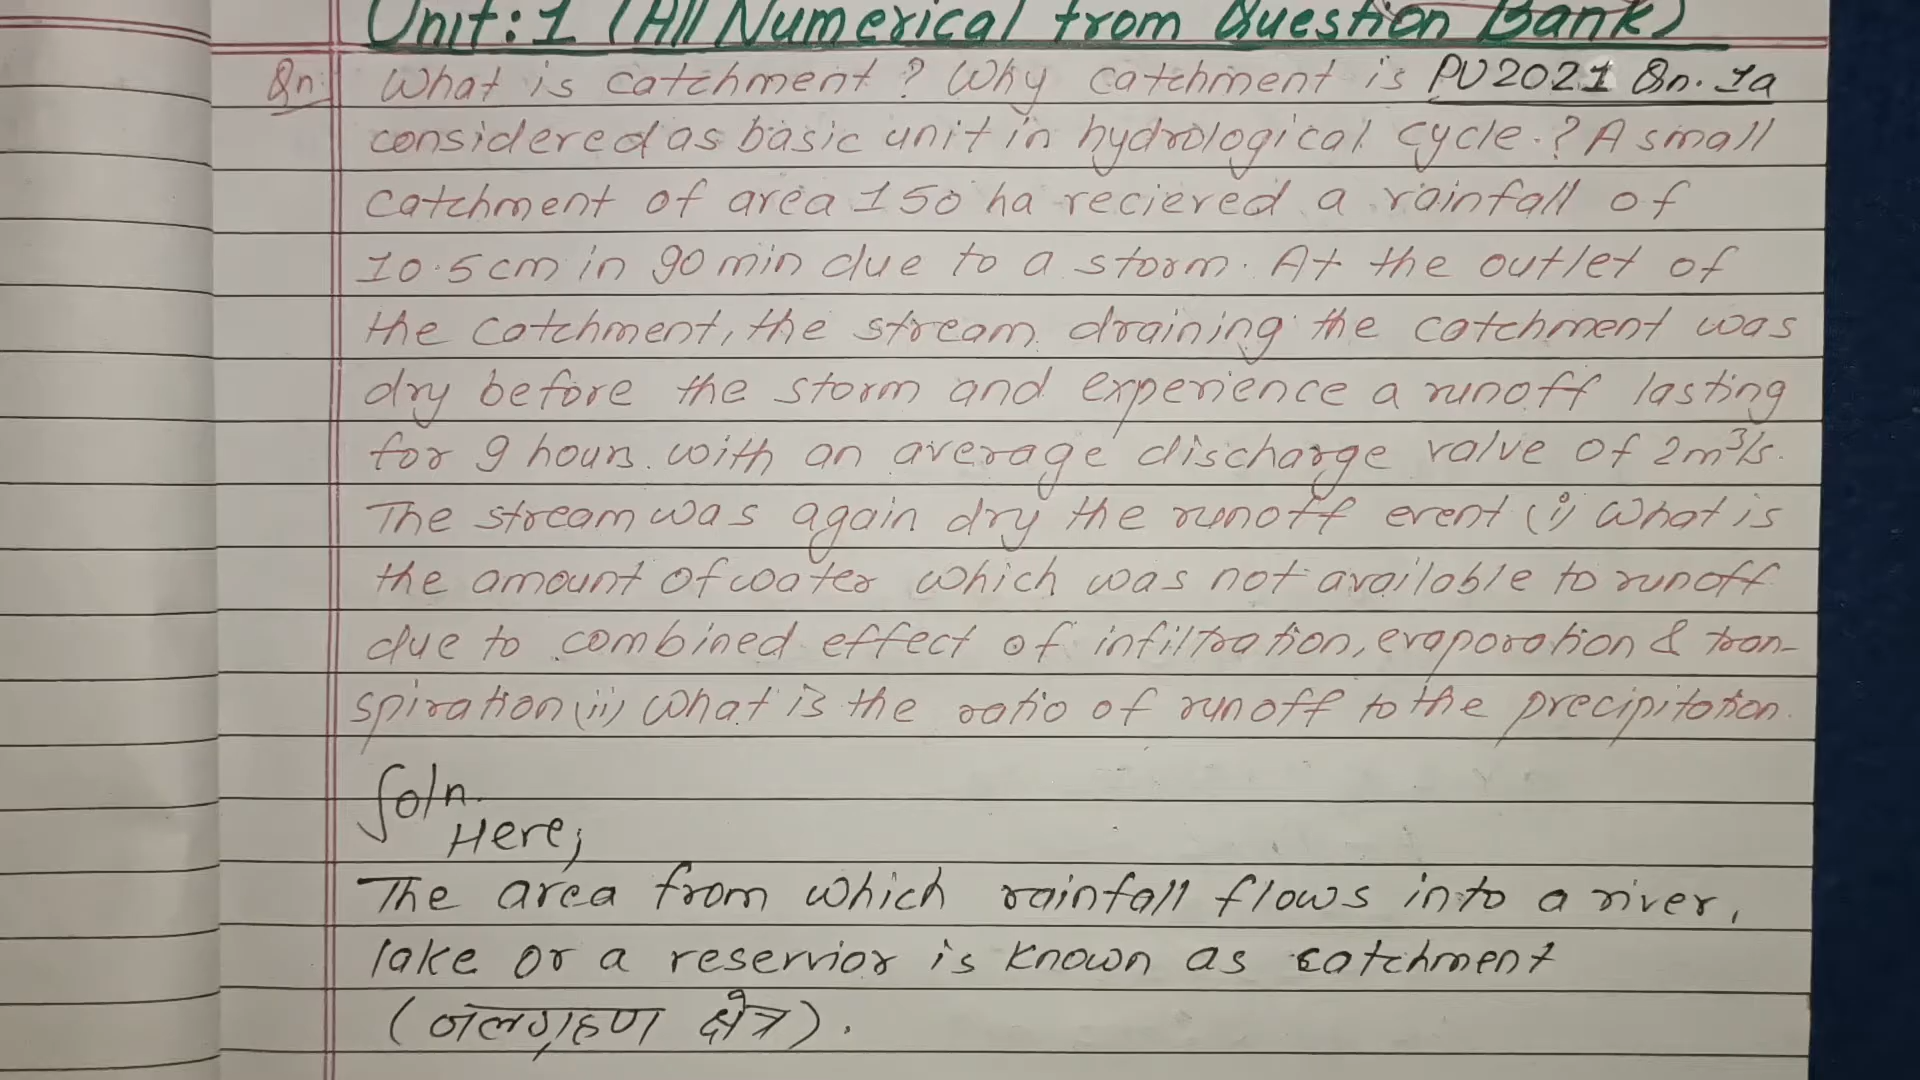 Unit:1 (All Numerical from Question Bank)
Qn: What is catchment? Why catchment is PU2021 Qn. 1a
considered as basic unit in hydrological cycle.? A small
catchment of area 150 ha recieved a rainfall of
10.5cm in 90 min due to a storm. At the outlet of
the catchment, the stream draining the catchment was
dry before the storm and experience a runoff lasting
for 9 hours with an average discharge value of 2m³/s.
The stream was again dry the runoff event (i) What is
the amount of water which was not available to runoff
due to combined effect of infiltration, evaporation & tran-
spiration (ii) What is the ratio of runoff to the precipitation.
Soln.
Here,
The area from which rainfall flows into a river,
lake or a reservior is known as catchment
(जलग्रहण क्षेत्र).